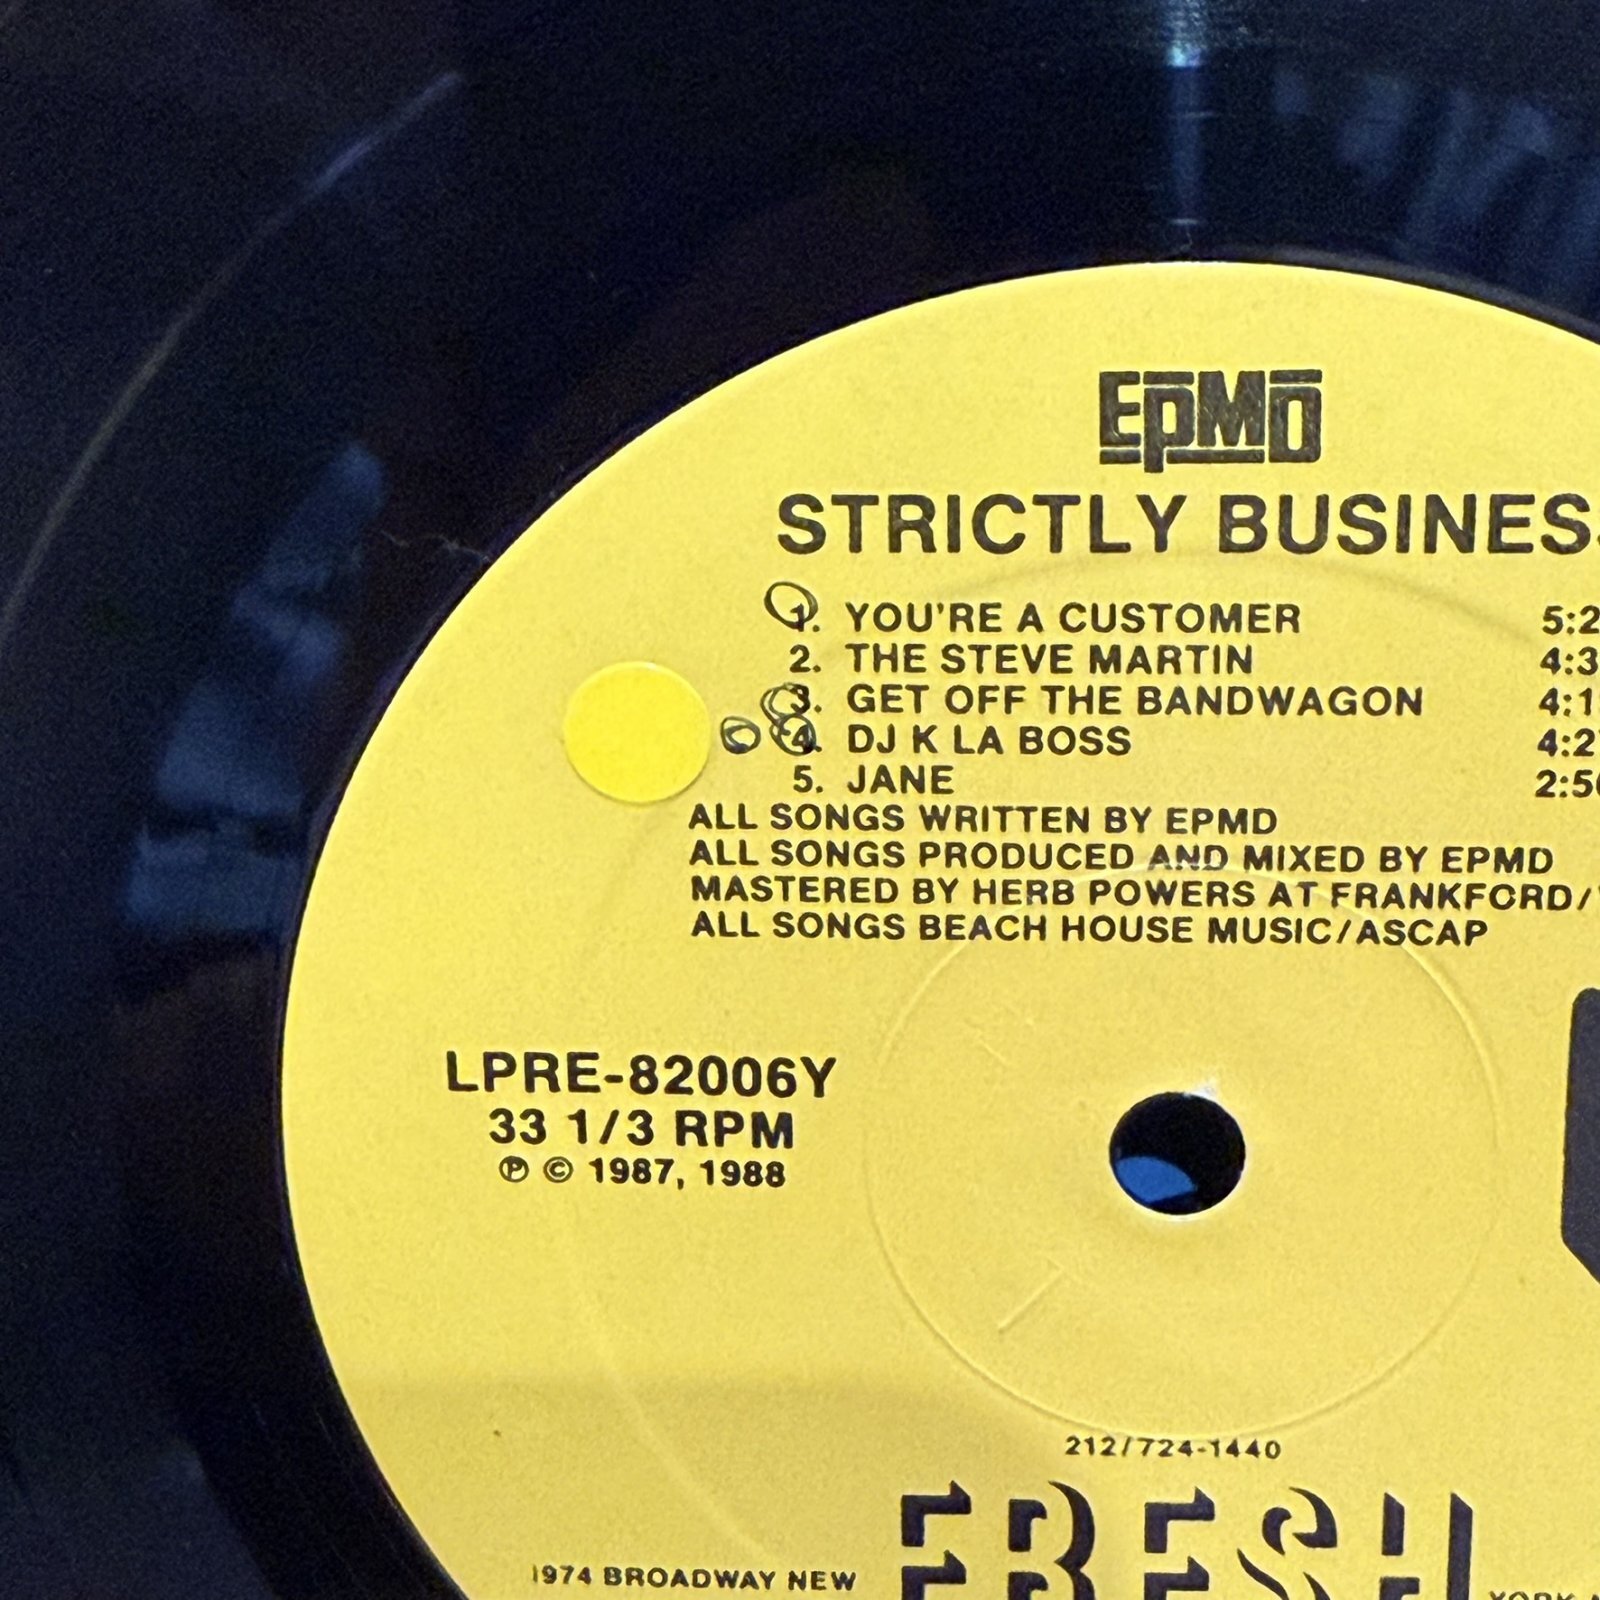 EPMD
STRICTLY BUSINES
1. YOU'RE A CUSTOMER 5:2
2. THE STEVE MARTIN 4:3
3. GET OFF THE BANDWAGON 4:1
4. DJ K LA BOSS 4:27
5. JANE 2:50
ALL SONGS WRITTEN BY EPMD
ALL SONGS PRODUCED AND MIXED BY EPMD
MASTERED BY HERB POWERS AT FRANKFORD/
ALL SONGS BEACH HOUSE MUSIC/ASCAP
LPRE-82006Y
33 1/3 RPM
℗ © 1987, 1988
212/724-1440
FRESH
1974 BROADWAY NEW YORK